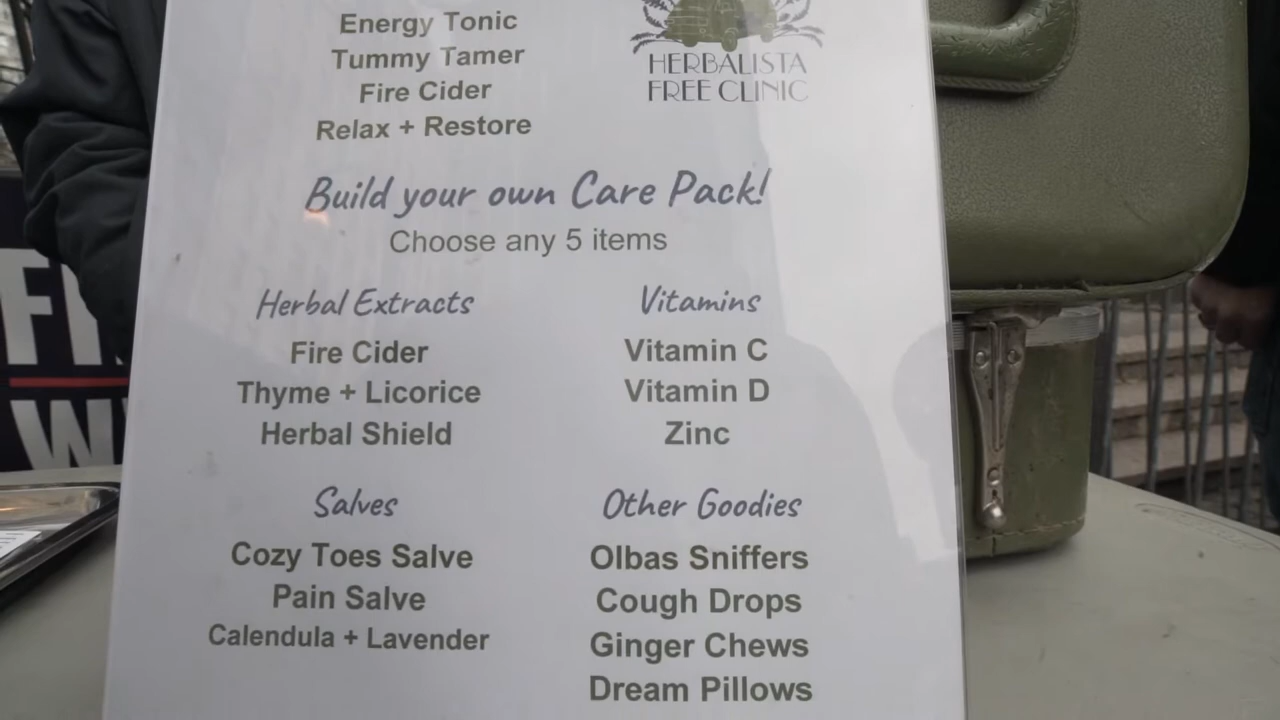 Energy Tonic
Tummy Tamer
Fire Cider
Relax + Restore
HERBALISTA
FREE CLINIC
Build your own Care Pack!
Choose any 5 items
Herbal Extracts
Fire Cider
Thyme + Licorice
Herbal Shield
Vitamins
Vitamin C
Vitamin D
Zinc
Salves
Cozy Toes Salve
Pain Salve
Calendula + Lavender
Other Goodies
Olbas Sniffers
Cough Drops
Ginger Chews
Dream Pillows